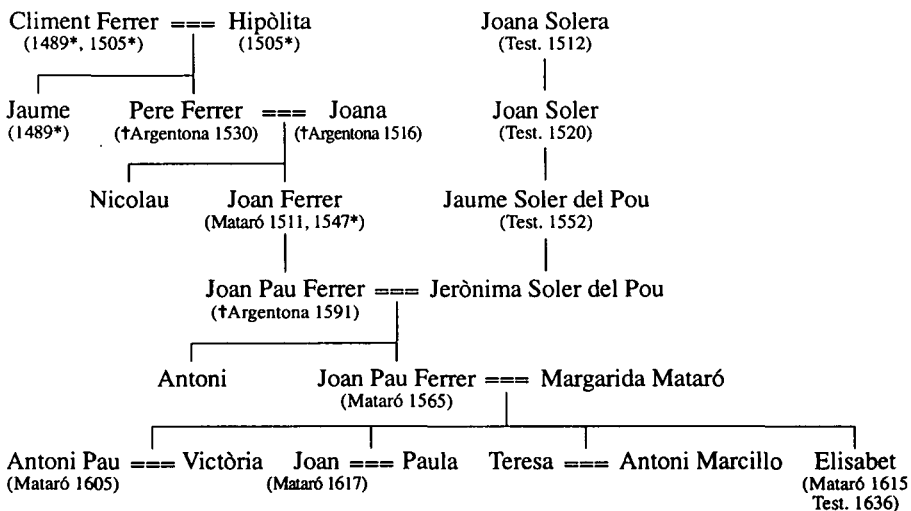 Climent Ferrer === Hipòlita Joana Solera
(1489*, 1505*) (1505*) (Test. 1512)
Jaume Pere Ferrer === Joana Joan Soler
(1489*) (†Argentona 1530) (†Argentona 1516) (Test. 1520)
Nicolau Joan Ferrer Jaume Soler del Pou
(Mataró 1511, 1547*) (Test. 1552)
Joan Pau Ferrer === Jerònima Soler del Pou
(†Argentona 1591)
Antoni Joan Pau Ferrer === Margarida Mataró
(Mataró 1565)
Antoni Pau === Victòria Joan === Paula Teresa === Antoni Marcillo Elisabet
(Mataró 1605) (Mataró 1617) (Mataró 1615
Test. 1636)